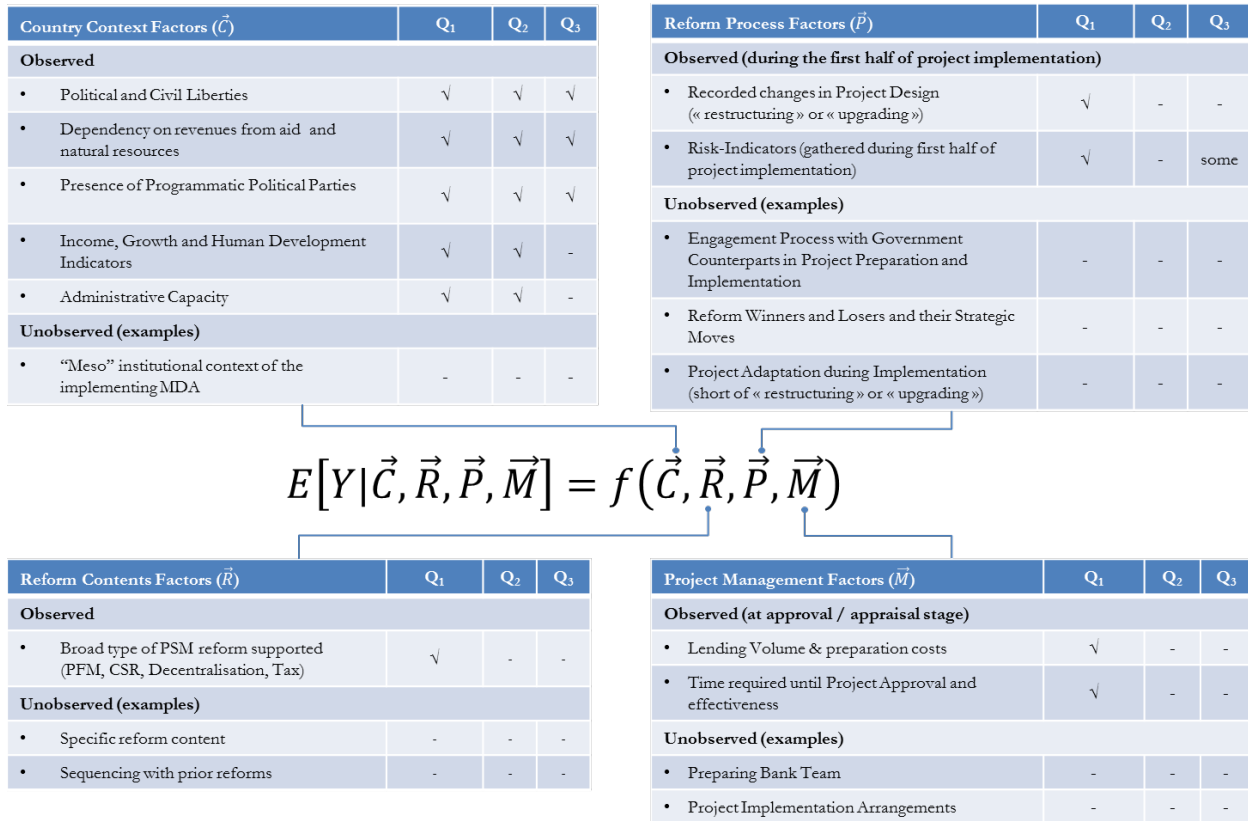 Country Context Factors (C⃗) Q₁ Q₂ Q₃
Observed
• Political and Civil Liberties √ √ √
• Dependency on revenues from aid and
natural resources √ √ √
• Presence of Programmatic Political Parties √ √ √
• Income, Growth and Human Development
Indicators √ √ -
• Administrative Capacity √ √ -
Unobserved (examples)
• “Meso” institutional context of the
implementing MDA - - -
Reform Process Factors (P⃗) Q₁ Q₂ Q₃
Observed (during the first half of project implementation)
• Recorded changes in Project Design
(« restructuring » or « upgrading ») √ - -
• Risk-Indicators (gathered during first half of
project implementation) √ - some
Unobserved (examples)
• Engagement Process with Government
Counterparts in Project Preparation and
Implementation - - -
• Reform Winners and Losers and their Strategic
Moves - - -
• Project Adaptation during Implementation
(short of « restructuring » or « upgrading ») - - -
E[Y|C⃗, R⃗, P⃗, M⃗] = f(C⃗, R⃗, P⃗, M⃗)
Reform Contents Factors (R⃗) Q₁ Q₂ Q₃
Observed
• Broad type of PSM reform supported
(PFM, CSR, Decentralisation, Tax) √ - -
Unobserved (examples)
• Specific reform content - - -
• Sequencing with prior reforms - - -
Project Management Factors (M⃗) Q₁ Q₂ Q₃
Observed (at approval / appraisal stage)
• Lending Volume & preparation costs √ - -
• Time required until Project Approval and
effectiveness √ - -
Unobserved (examples)
• Preparing Bank Team - - -
• Project Implementation Arrangements - - -